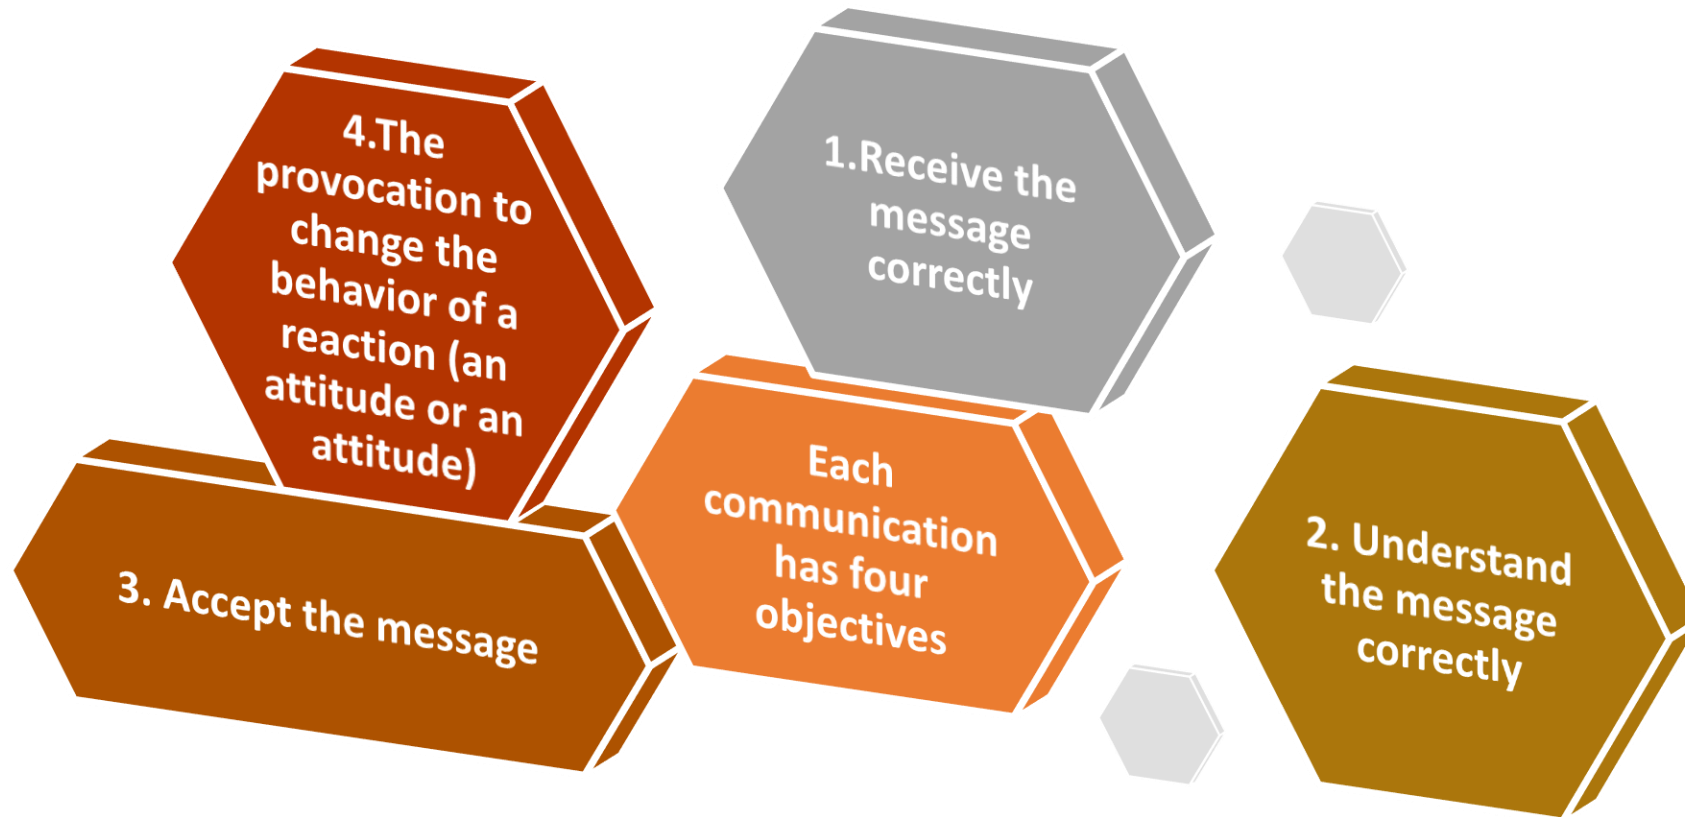 Each
communication
has four
objectives
1.Receive the
message
correctly
2. Understand
the message
correctly
3. Accept the message
4.The
provocation to
change the
behavior of a
reaction (an
attitude or an
attitude)